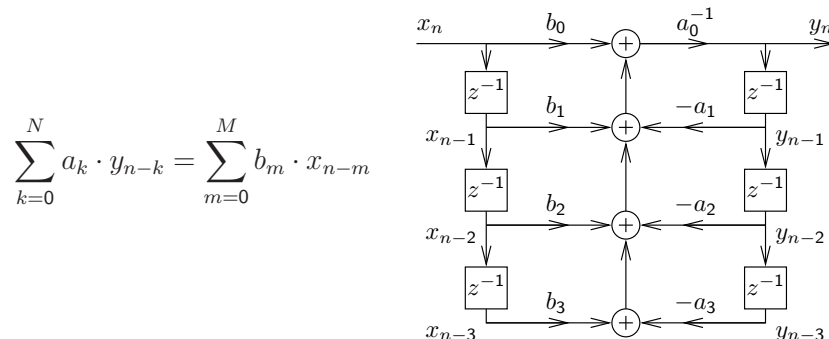 ∑_{k=0}^{N} a_k · y_{n−k} = ∑_{m=0}^{M} b_m · x_{n−m}
x_n b_0 + a_0^{−1} y_n
z^{−1} z^{−1}
x_{n−1} b_1 + −a_1 y_{n−1}
z^{−1} z^{−1}
x_{n−2} b_2 + −a_2 y_{n−2}
z^{−1} z^{−1}
x_{n−3} b_3 + −a_3 y_{n−3}